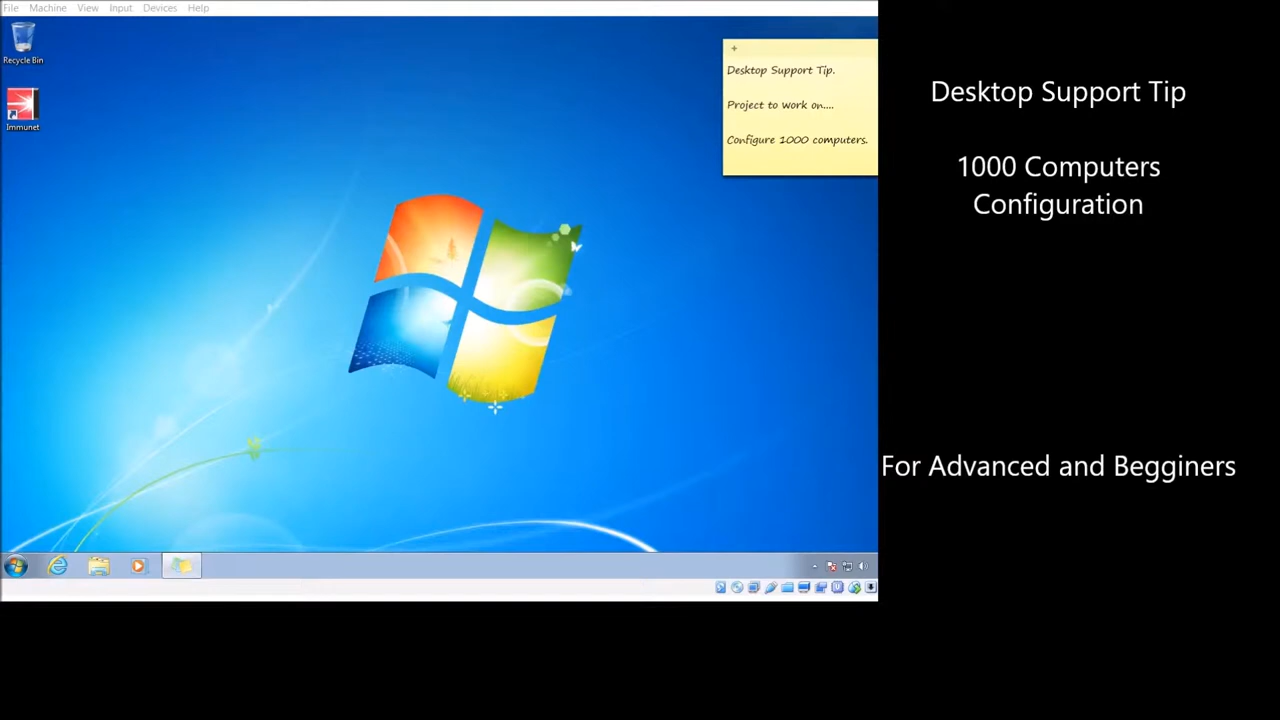 File Machine View Input Devices Help
Recycle Bin
Immunet
Desktop Support Tip.
Project to work on....
Configure 1000 computers.
Desktop Support Tip
1000 Computers
Configuration
For Advanced and Begginers